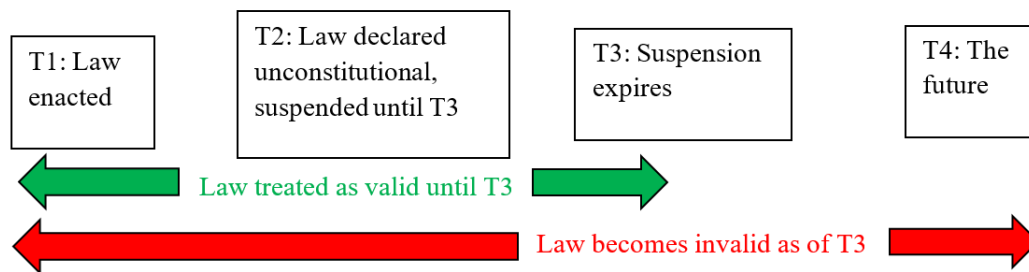 T1: Law
enacted
T2: Law declared
unconstitutional,
suspended until T3
T3: Suspension
expires
T4: The
future
Law treated as valid until T3
Law becomes invalid as of T3